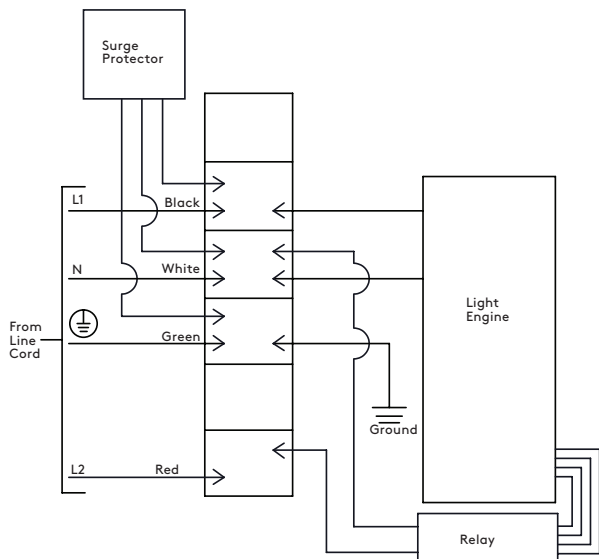 Surge
Protector
L1
Black
N
White
Light
Engine
From
Line
Cord
Green
Ground
L2
Red
Relay